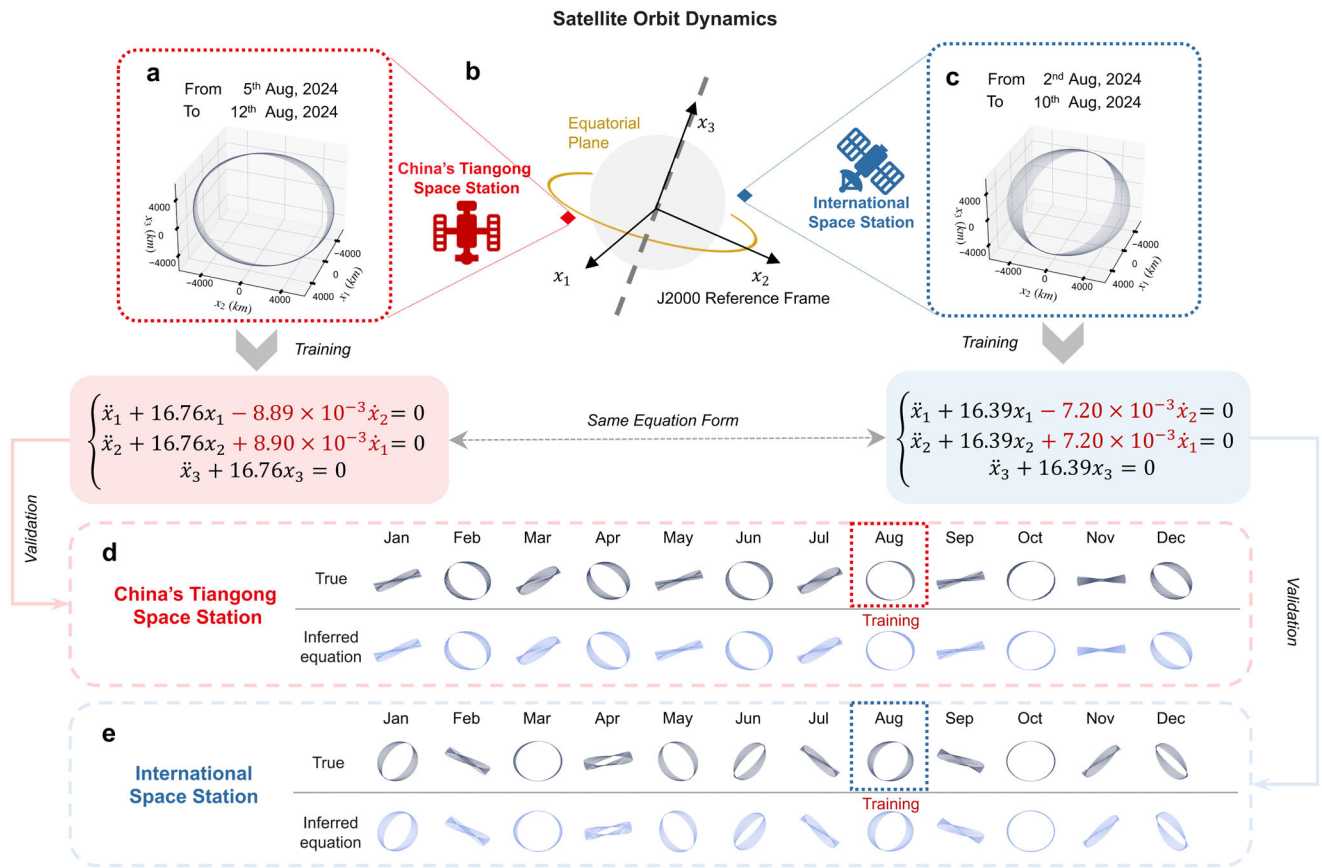 Satellite Orbit Dynamics
a
From 5th Aug, 2024
To 12th Aug, 2024
x₃ (km)
4000
0
−4000
−4000
0
4000
x₂ (km)
−4000
0
4000
x₁ (km)
China's Tiangong
Space Station
b
Equatorial
Plane
x₃
x₁
x₂
J2000 Reference Frame
International
Space Station
c
From 2nd Aug, 2024
To 10th Aug, 2024
x₃ (km)
4000
0
−4000
−4000
0
4000
x₂ (km)
−4000
0
4000
x₁ (km)
Training
Training
ẍ₁ + 16.76x₁ − 8.89 × 10⁻³ẋ₂ = 0
ẍ₂ + 16.76x₂ + 8.90 × 10⁻³ẋ₁ = 0
ẍ₃ + 16.76x₃ = 0
Same Equation Form
ẍ₁ + 16.39x₁ − 7.20 × 10⁻³ẋ₂ = 0
ẍ₂ + 16.39x₂ + 7.20 × 10⁻³ẋ₁ = 0
ẍ₃ + 16.39x₃ = 0
Validation
Validation
d
China's Tiangong
Space Station
Jan Feb Mar Apr May Jun Jul Aug Sep Oct Nov Dec
True
Training
Inferred
equation
e
International
Space Station
Jan Feb Mar Apr May Jun Jul Aug Sep Oct Nov Dec
True
Training
Inferred
equation